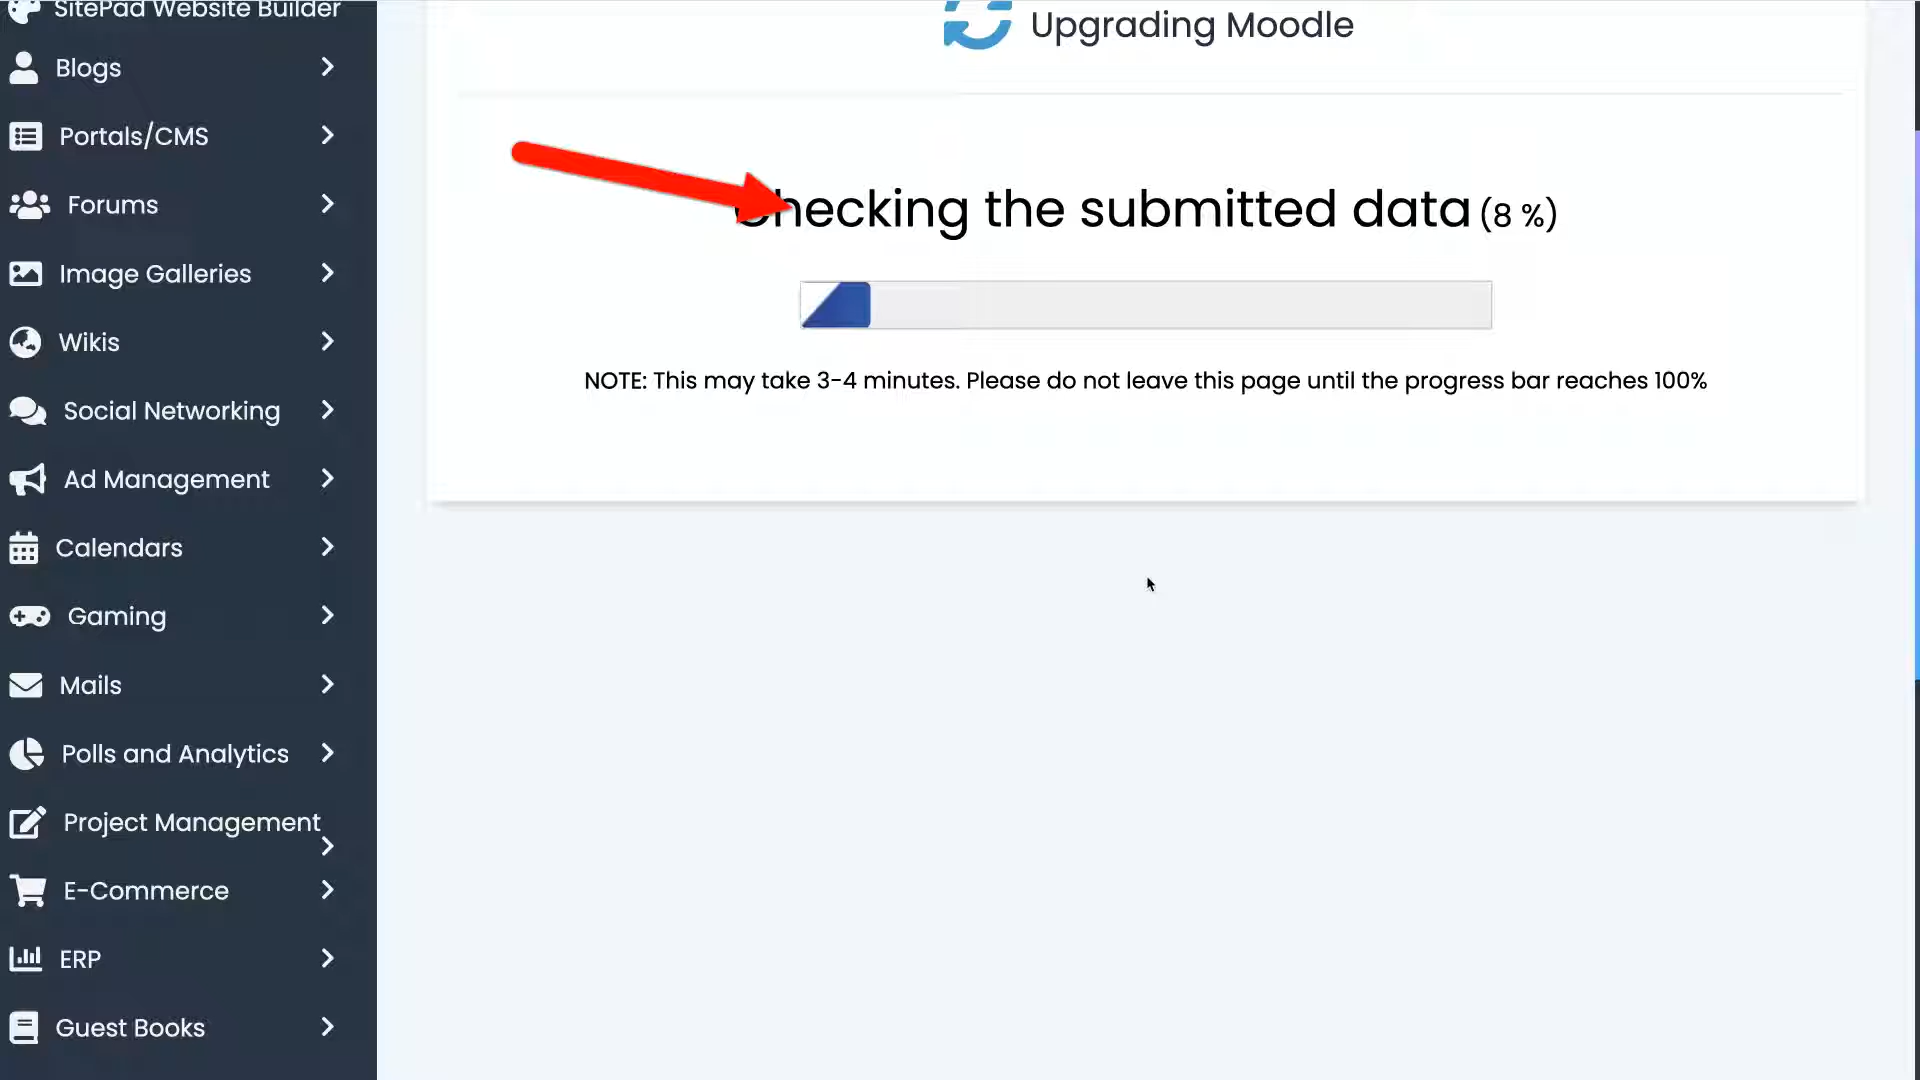 SitePad Website Builder
Blogs
Portals/CMS
Forums
Image Galleries
Wikis
Social Networking
Ad Management
Calendars
Gaming
Mails
Polls and Analytics
Project Management
E-Commerce
ERP
Guest Books
Upgrading Moodle
Checking the submitted data (8 %)
NOTE: This may take 3-4 minutes. Please do not leave this page until the progress bar reaches 100%